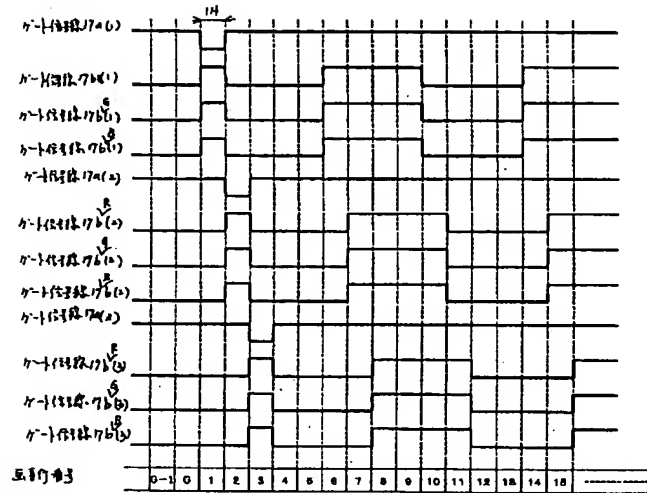 1H
ゲート信号線17a(1)
ゲート信号線17b(1)
G
ゲート信号線17b(1)
B
ゲート信号線17b(1)
ゲート信号線17a(2)
R
ゲート信号線17b(2)
G
ゲート信号線17b(2)
B
ゲート信号線17b(2)
ゲート信号線17a(3)
R
ゲート信号線17b(3)
G
ゲート信号線17b(3)
B
ゲート信号線17b(3)
画素行番号 G-1 G 1 2 3 4 5 6 7 8 9 10 11 12 13 14 15